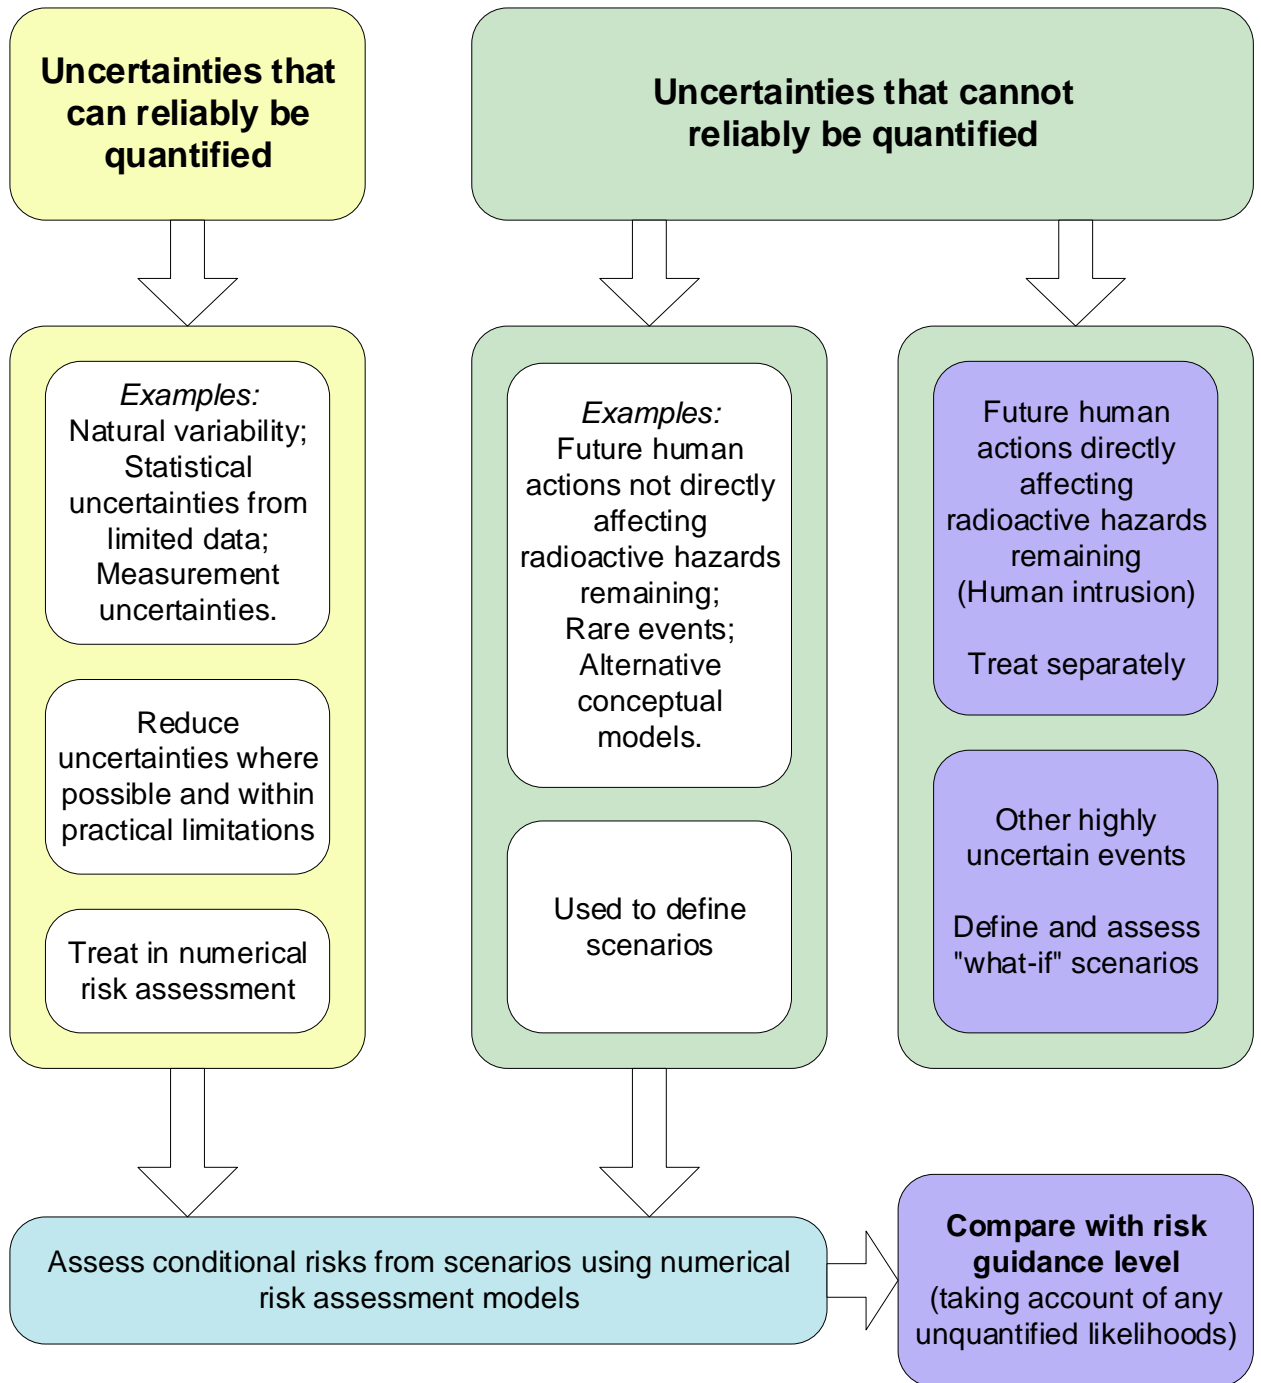 Uncertainties that
can reliably be
quantified
Uncertainties that cannot
reliably be quantified
Examples:
Natural variability;
Statistical
uncertainties from
limited data;
Measurement
uncertainties.
Reduce
uncertainties where
possible and within
practical limitations
Treat in numerical
risk assessment
Examples:
Future human
actions not directly
affecting
radioactive hazards
remaining;
Rare events;
Alternative
conceptual
models.
Used to define
scenarios
Future human
actions directly
affecting
radioactive hazards
remaining
(Human intrusion)
Treat separately
Other highly
uncertain events
Define and assess
"what-if" scenarios
Assess conditional risks from scenarios using numerical
risk assessment models
Compare with risk
guidance level
(taking account of any
unquantified likelihoods)